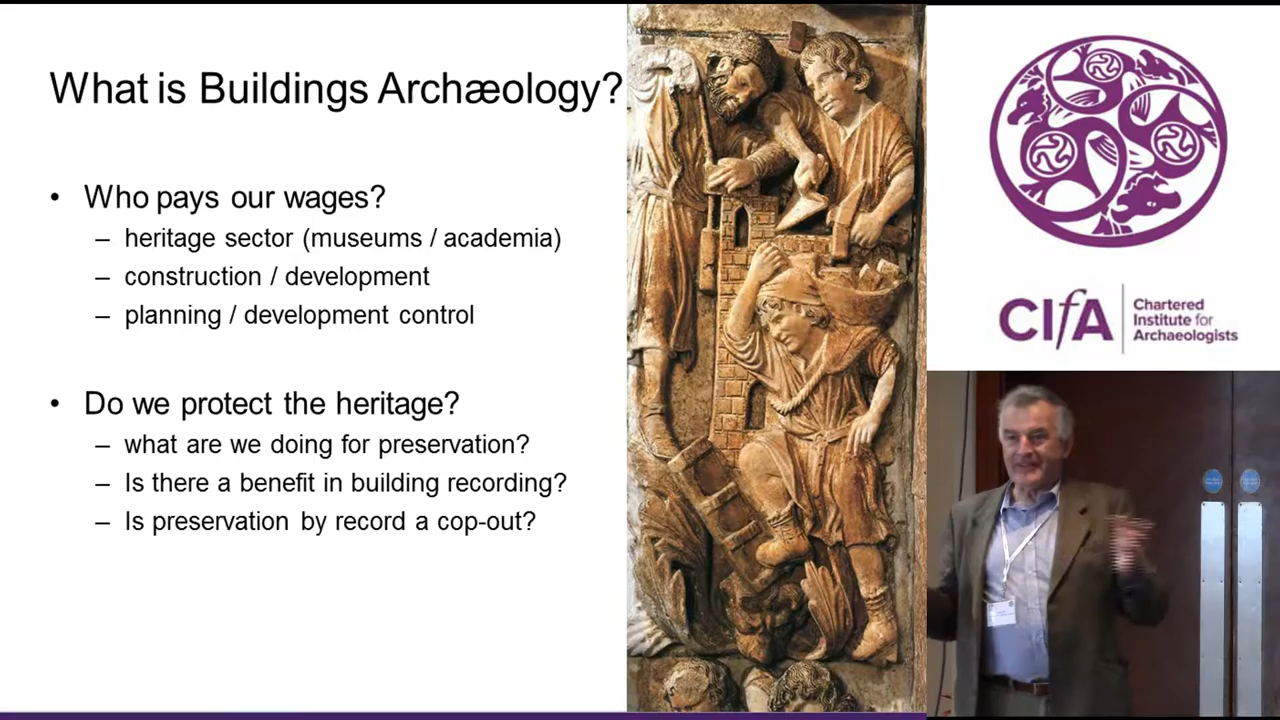 What is Buildings Archæology?
• Who pays our wages?
– heritage sector (museums / academia)
– construction / development
– planning / development control
• Do we protect the heritage?
– what are we doing for preservation?
– Is there a benefit in building recording?
– Is preservation by record a cop-out?
CIfA
Chartered
Institute for
Archaeologists